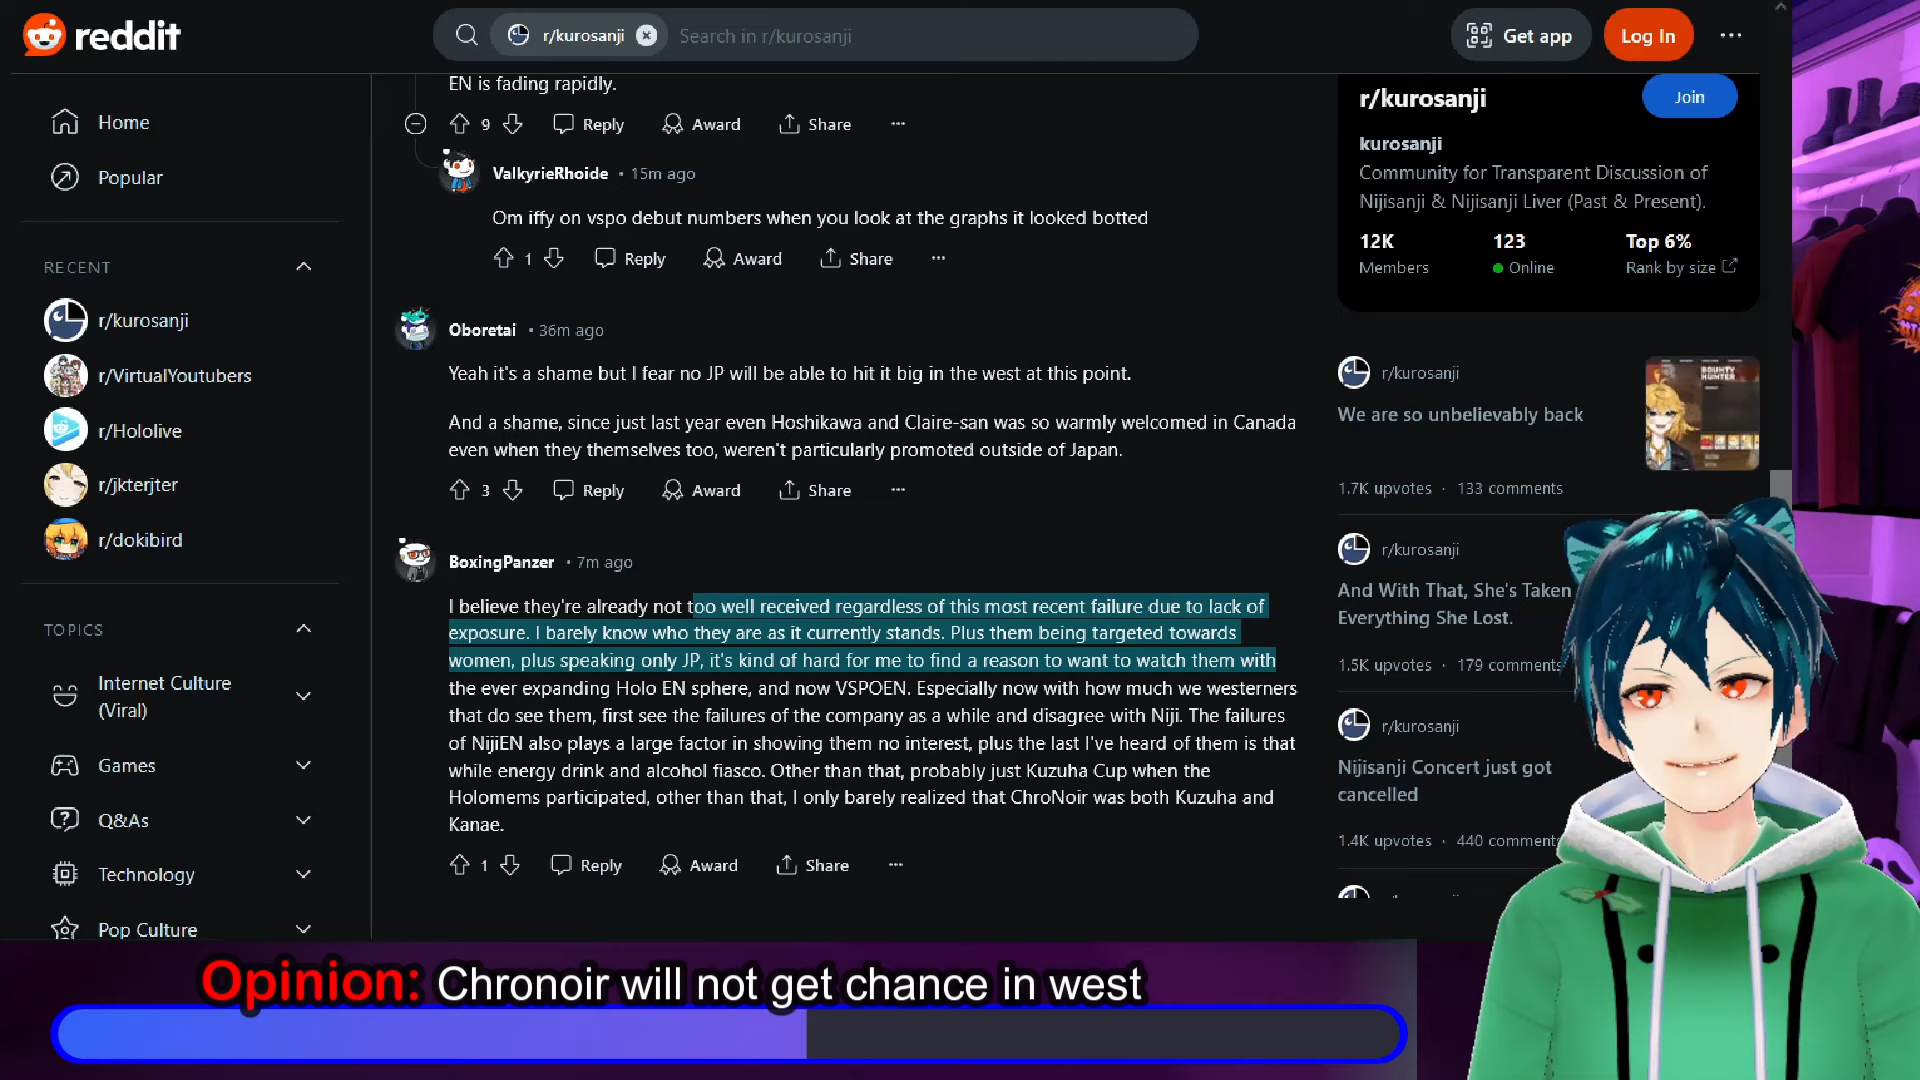 reddit
r/kurosanji
Search in r/kurosanji
Get app
Log In
Home
Popular
RECENT
r/kurosanji
r/VirtualYoutubers
r/Hololive
r/jkterjter
r/dokibird
TOPICS
Internet Culture
(Viral)
Games
Q&As
Technology
Pop Culture
EN is fading rapidly.
9 Reply Award Share
ValkyrieRhoide • 15m ago
Om iffy on vspo debut numbers when you look at the graphs it looked botted
1 Reply Award Share
Oboretai • 36m ago
Yeah it's a shame but I fear no JP will be able to hit it big in the west at this point.
And a shame, since just last year even Hoshikawa and Claire-san was so warmly welcomed in Canada
even when they themselves too, weren't particularly promoted outside of Japan.
3 Reply Award Share
BoxingPanzer • 7m ago
I believe they're already not too well received regardless of this most recent failure due to lack of
exposure. I barely know who they are as it currently stands. Plus them being targeted towards
women, plus speaking only JP, it's kind of hard for me to find a reason to want to watch them with
the ever expanding Holo EN sphere, and now VSPOEN. Especially now with how much we westerners
that do see them, first see the failures of the company as a while and disagree with Niji. The failures
of NijiEN also plays a large factor in showing them no interest, plus the last I've heard of them is that
while energy drink and alcohol fiasco. Other than that, probably just Kuzuha Cup when the
Holomems participated, other than that, I only barely realized that ChroNoir was both Kuzuha and
Kanae.
1 Reply Award Share
r/kurosanji
Join
kurosanji
Community for Transparent Discussion of
Nijisanji & Nijisanji Liver (Past & Present).
12K 123 Top 6%
Members Online Rank by size
r/kurosanji
We are so unbelievably back
BOUNTY
HUNTER
1.7K upvotes · 133 comments
r/kurosanji
And With That, She's Taken
Everything She Lost.
1.5K upvotes · 179 comments
r/kurosanji
Nijisanji Concert just got
cancelled
1.4K upvotes · 440 comments
Opinion: Chronoir will not get chance in west